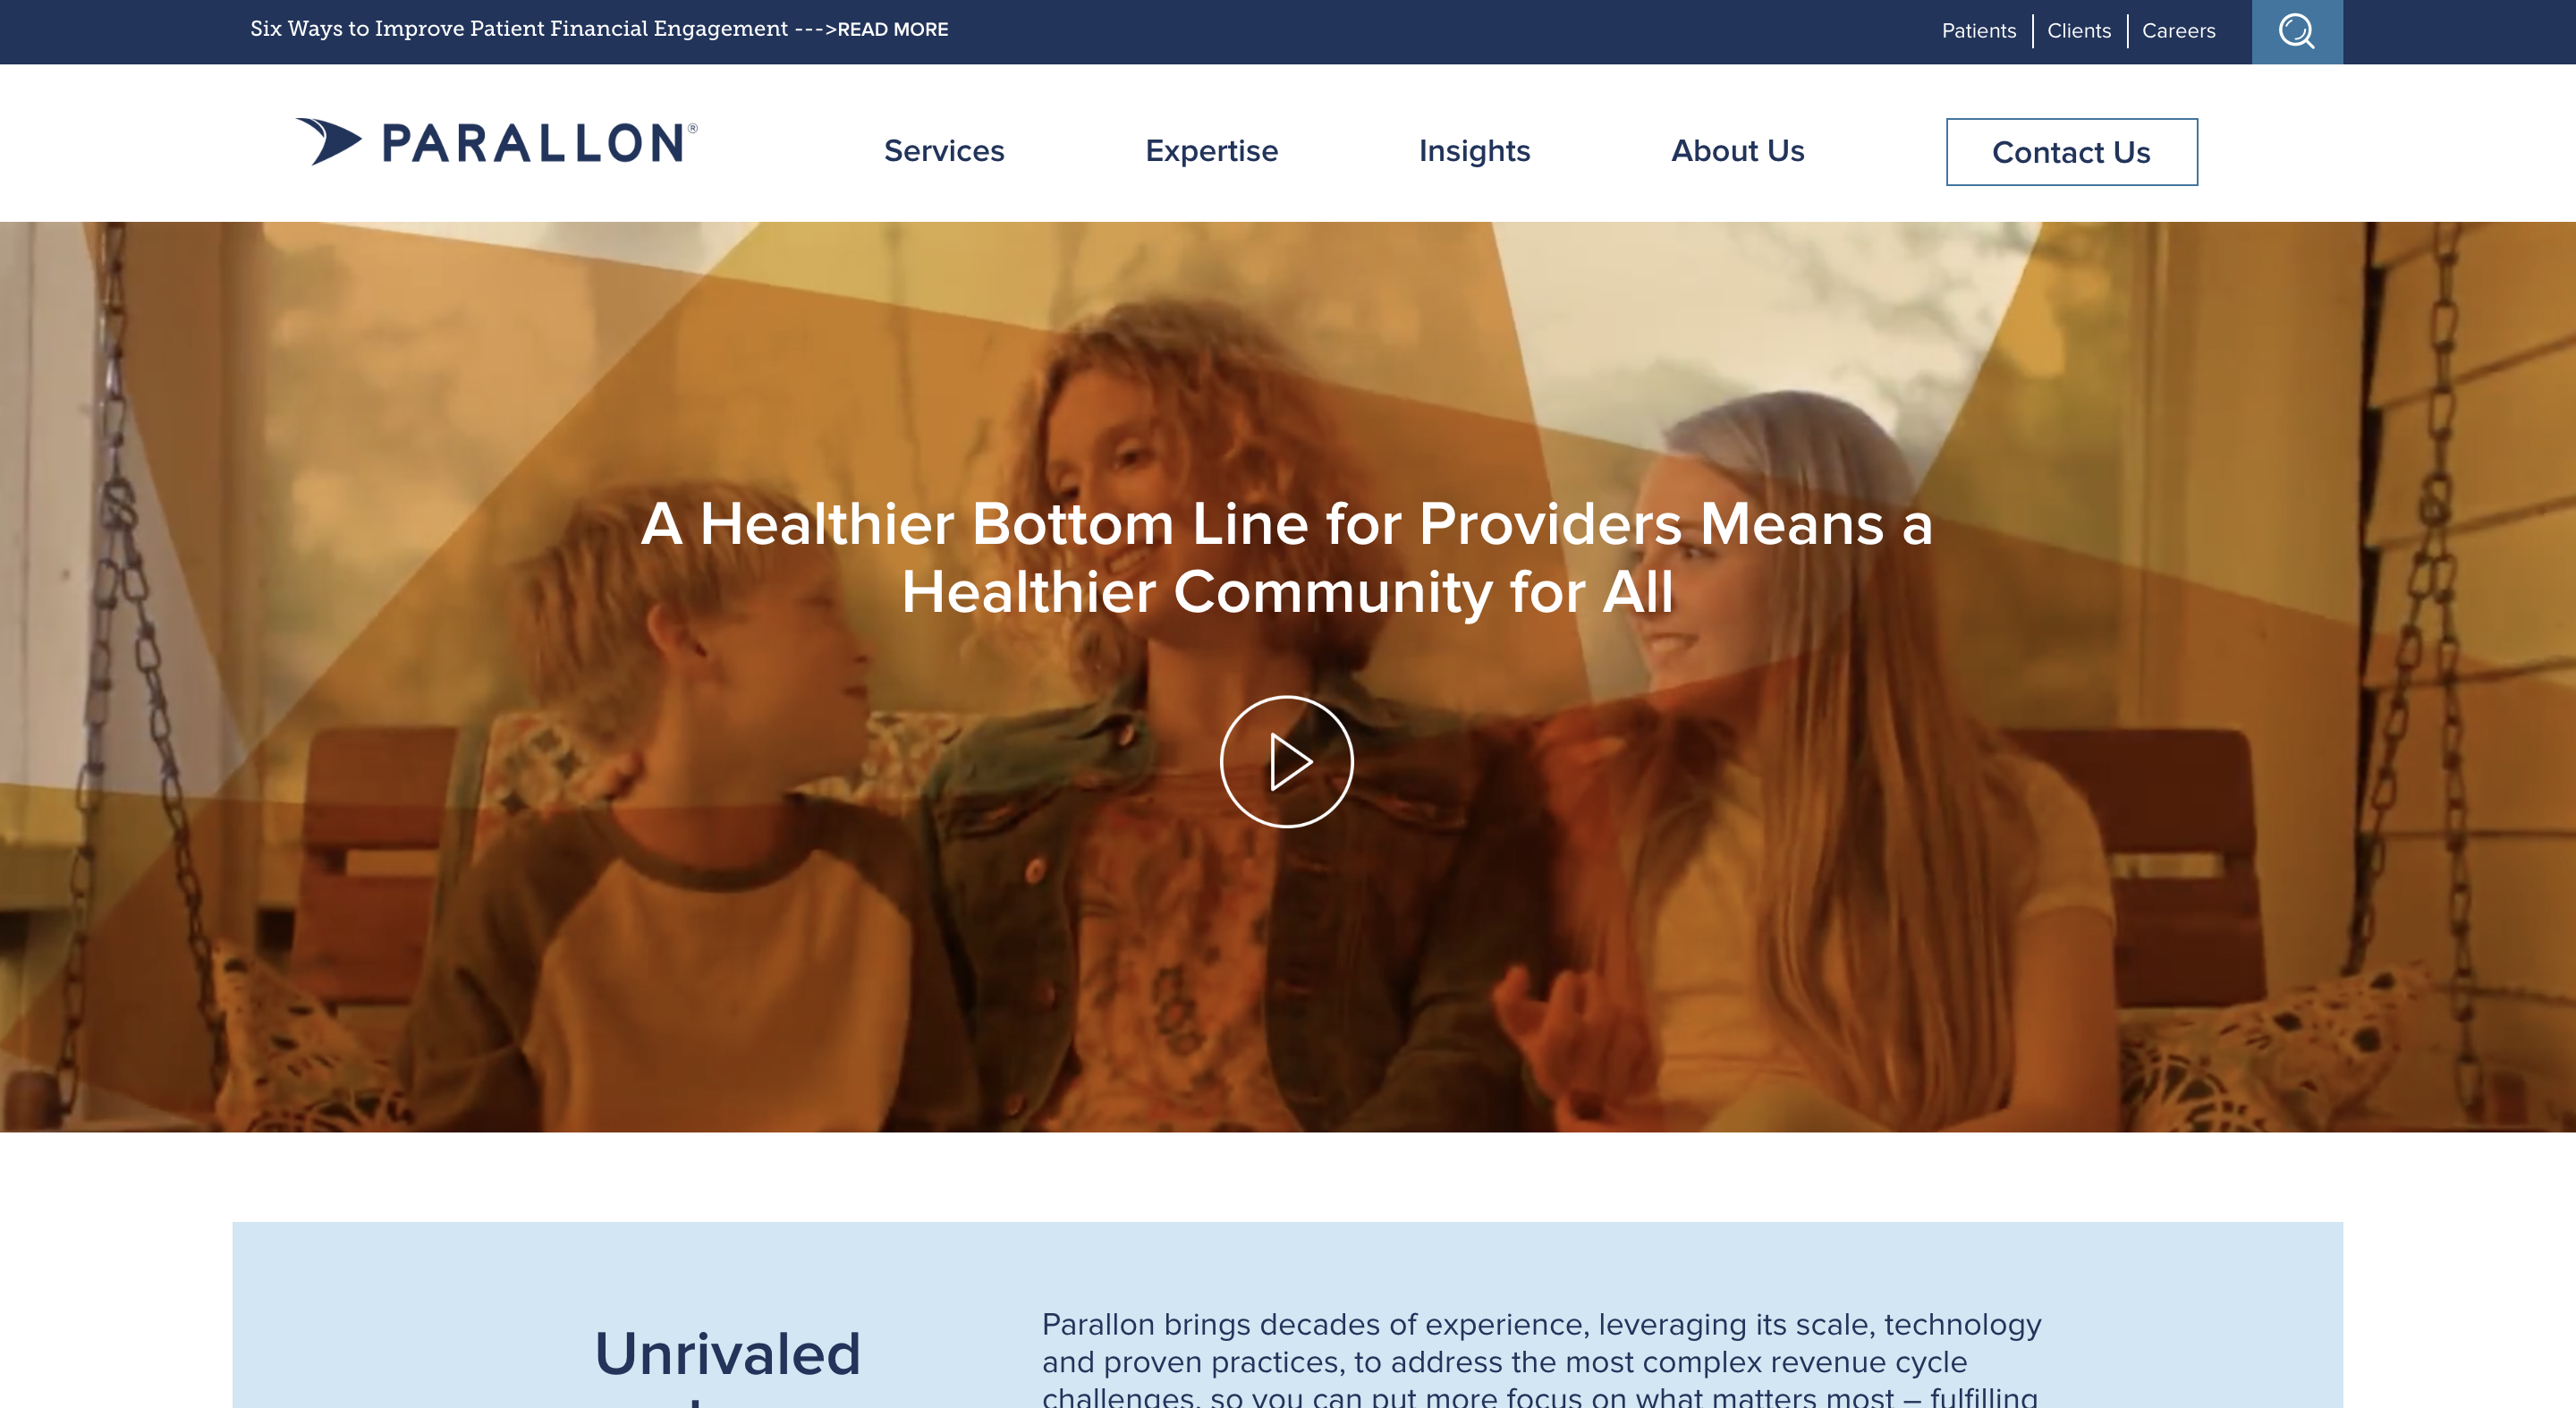 Six Ways to Improve Patient Financial Engagement --->READ MORE
Patients
Clients
Careers
PARALLON®
Services
Expertise
Insights
About Us
Contact Us
A Healthier Bottom Line for Providers Means a
Healthier Community for All
Unrivaled
Parallon brings decades of experience, leveraging its scale, technology
and proven practices, to address the most complex revenue cycle
challenges, so you can put more focus on what matters most – fulfilling